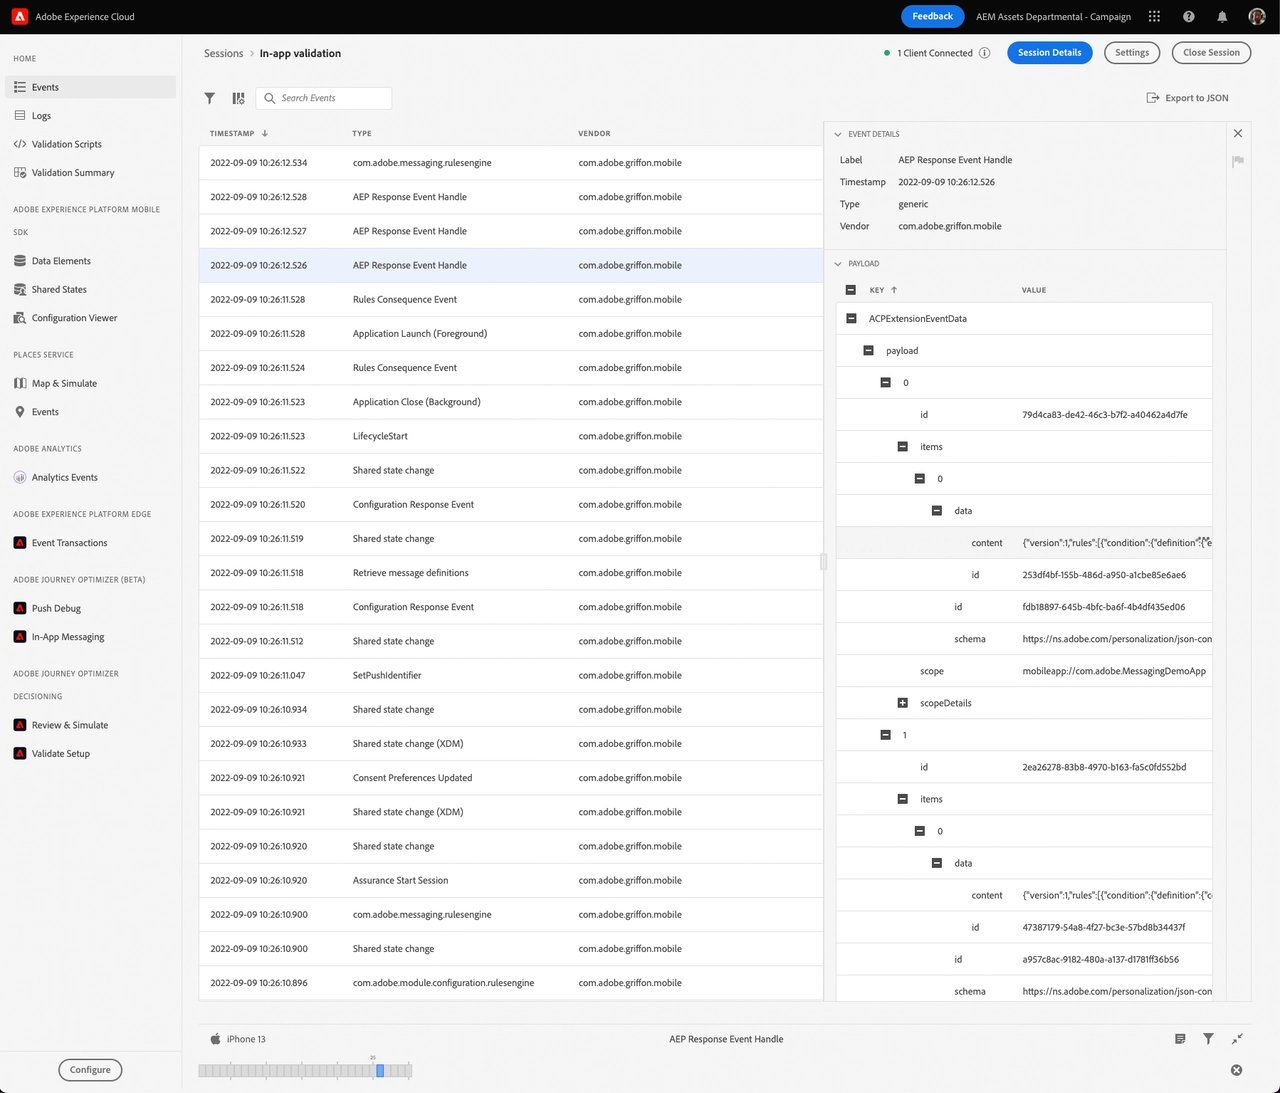 Adobe Experience Cloud
Feedback
AEM Assets Departmental - Campaign
HOME
Events
Logs
Validation Scripts
Validation Summary
ADOBE EXPERIENCE PLATFORM MOBILE
SDK
Data Elements
Shared States
Configuration Viewer
PLACES SERVICE
Map & Simulate
Events
ADOBE ANALYTICS
Analytics Events
ADOBE EXPERIENCE PLATFORM EDGE
Event Transactions
ADOBE JOURNEY OPTIMIZER (BETA)
Push Debug
In-App Messaging
ADOBE JOURNEY OPTIMIZER
DECISIONING
Review & Simulate
Validate Setup
Configure
Sessions > In-app validation
1 Client Connected
Session Details
Settings
Close Session
Search Events
Export to JSON
TIMESTAMP TYPE VENDOR
2022-09-09 10:26:12.534 com.adobe.messaging.rulesengine com.adobe.griffon.mobile
2022-09-09 10:26:12.528 AEP Response Event Handle com.adobe.griffon.mobile
2022-09-09 10:26:12.527 AEP Response Event Handle com.adobe.griffon.mobile
2022-09-09 10:26:12.526 AEP Response Event Handle com.adobe.griffon.mobile
2022-09-09 10:26:11.528 Rules Consequence Event com.adobe.griffon.mobile
2022-09-09 10:26:11.528 Application Launch (Foreground) com.adobe.griffon.mobile
2022-09-09 10:26:11.524 Rules Consequence Event com.adobe.griffon.mobile
2022-09-09 10:26:11.523 Application Close (Background) com.adobe.griffon.mobile
2022-09-09 10:26:11.523 LifecycleStart com.adobe.griffon.mobile
2022-09-09 10:26:11.522 Shared state change com.adobe.griffon.mobile
2022-09-09 10:26:11.520 Configuration Response Event com.adobe.griffon.mobile
2022-09-09 10:26:11.519 Shared state change com.adobe.griffon.mobile
2022-09-09 10:26:11.518 Retrieve message definitions com.adobe.griffon.mobile
2022-09-09 10:26:11.518 Configuration Response Event com.adobe.griffon.mobile
2022-09-09 10:26:11.512 Shared state change com.adobe.griffon.mobile
2022-09-09 10:26:11.047 SetPushIdentifier com.adobe.griffon.mobile
2022-09-09 10:26:10.934 Shared state change com.adobe.griffon.mobile
2022-09-09 10:26:10.933 Shared state change (XDM) com.adobe.griffon.mobile
2022-09-09 10:26:10.921 Consent Preferences Updated com.adobe.griffon.mobile
2022-09-09 10:26:10.921 Shared state change (XDM) com.adobe.griffon.mobile
2022-09-09 10:26:10.920 Shared state change com.adobe.griffon.mobile
2022-09-09 10:26:10.920 Assurance Start Session com.adobe.griffon.mobile
2022-09-09 10:26:10.900 com.adobe.messaging.rulesengine com.adobe.griffon.mobile
2022-09-09 10:26:10.900 Shared state change com.adobe.griffon.mobile
2022-09-09 10:26:10.896 com.adobe.module.configuration.rulesengine com.adobe.griffon.mobile
EVENT DETAILS
Label AEP Response Event Handle
Timestamp 2022-09-09 10:26:12.526
Type generic
Vendor com.adobe.griffon.mobile
PAYLOAD
KEY VALUE
ACPExtensionEventData
payload
0
id 79d4ca83-de42-46c3-b7f2-a40462a4d7fe
items
0
data
content {"version":1,"rules":[{"condition":{"definition":{"e
id 253df4bf-155b-486d-a950-a1cbe85e6ae6
id fdb18897-645b-4bfc-ba6f-4b4df435ed06
schema https://ns.adobe.com/personalization/json-con
scope mobileapp://com.adobe.MessagingDemoApp
scopeDetails
1
id 2ea26278-83b8-4970-b163-fa5c0fd552bd
items
0
data
content {"version":1,"rules":[{"condition":{"definition":{"c
id 47387179-54a8-4f27-bc3e-57bd8b34437f
id a957c8ac-9182-480a-a137-d1781ff36b56
schema https://ns.adobe.com/personalization/json-con
iPhone 13
AEP Response Event Handle
25